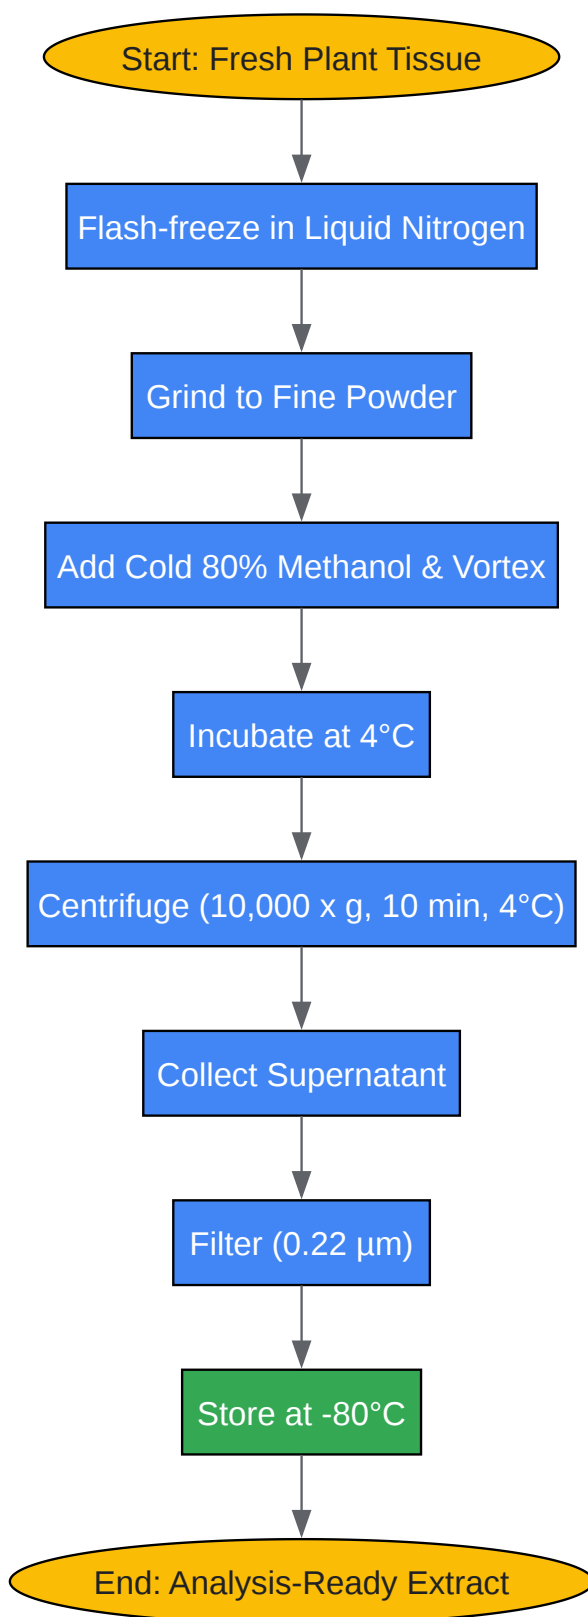 Start: Fresh Plant Tissue
Flash-freeze in Liquid Nitrogen
Grind to Fine Powder
Add Cold 80% Methanol & Vortex
Incubate at 4°C
Centrifuge (10,000 x g, 10 min, 4°C)
Collect Supernatant
Filter (0.22 µm)
Store at -80°C
End: Analysis-Ready Extract